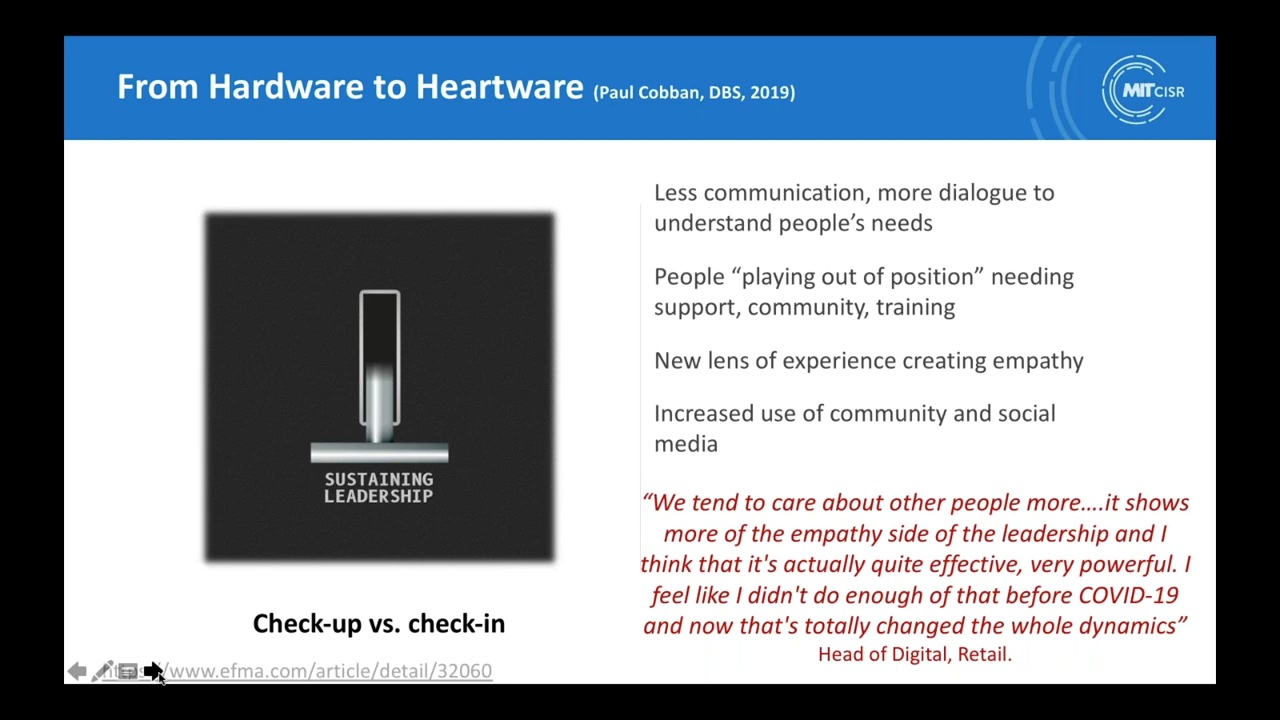 From Hardware to Heartware (Paul Cobban, DBS, 2019)
MIT CISR
Less communication, more dialogue to
understand people’s needs
People “playing out of position” needing
support, community, training
New lens of experience creating empathy
Increased use of community and social
media
SUSTAINING
LEADERSHIP
“We tend to care about other people more....it shows
more of the empathy side of the leadership and I
think that it's actually quite effective, very powerful. I
feel like I didn't do enough of that before COVID-19
and now that's totally changed the whole dynamics”
Head of Digital, Retail.
Check-up vs. check-in
www.efma.com/article/detail/32060